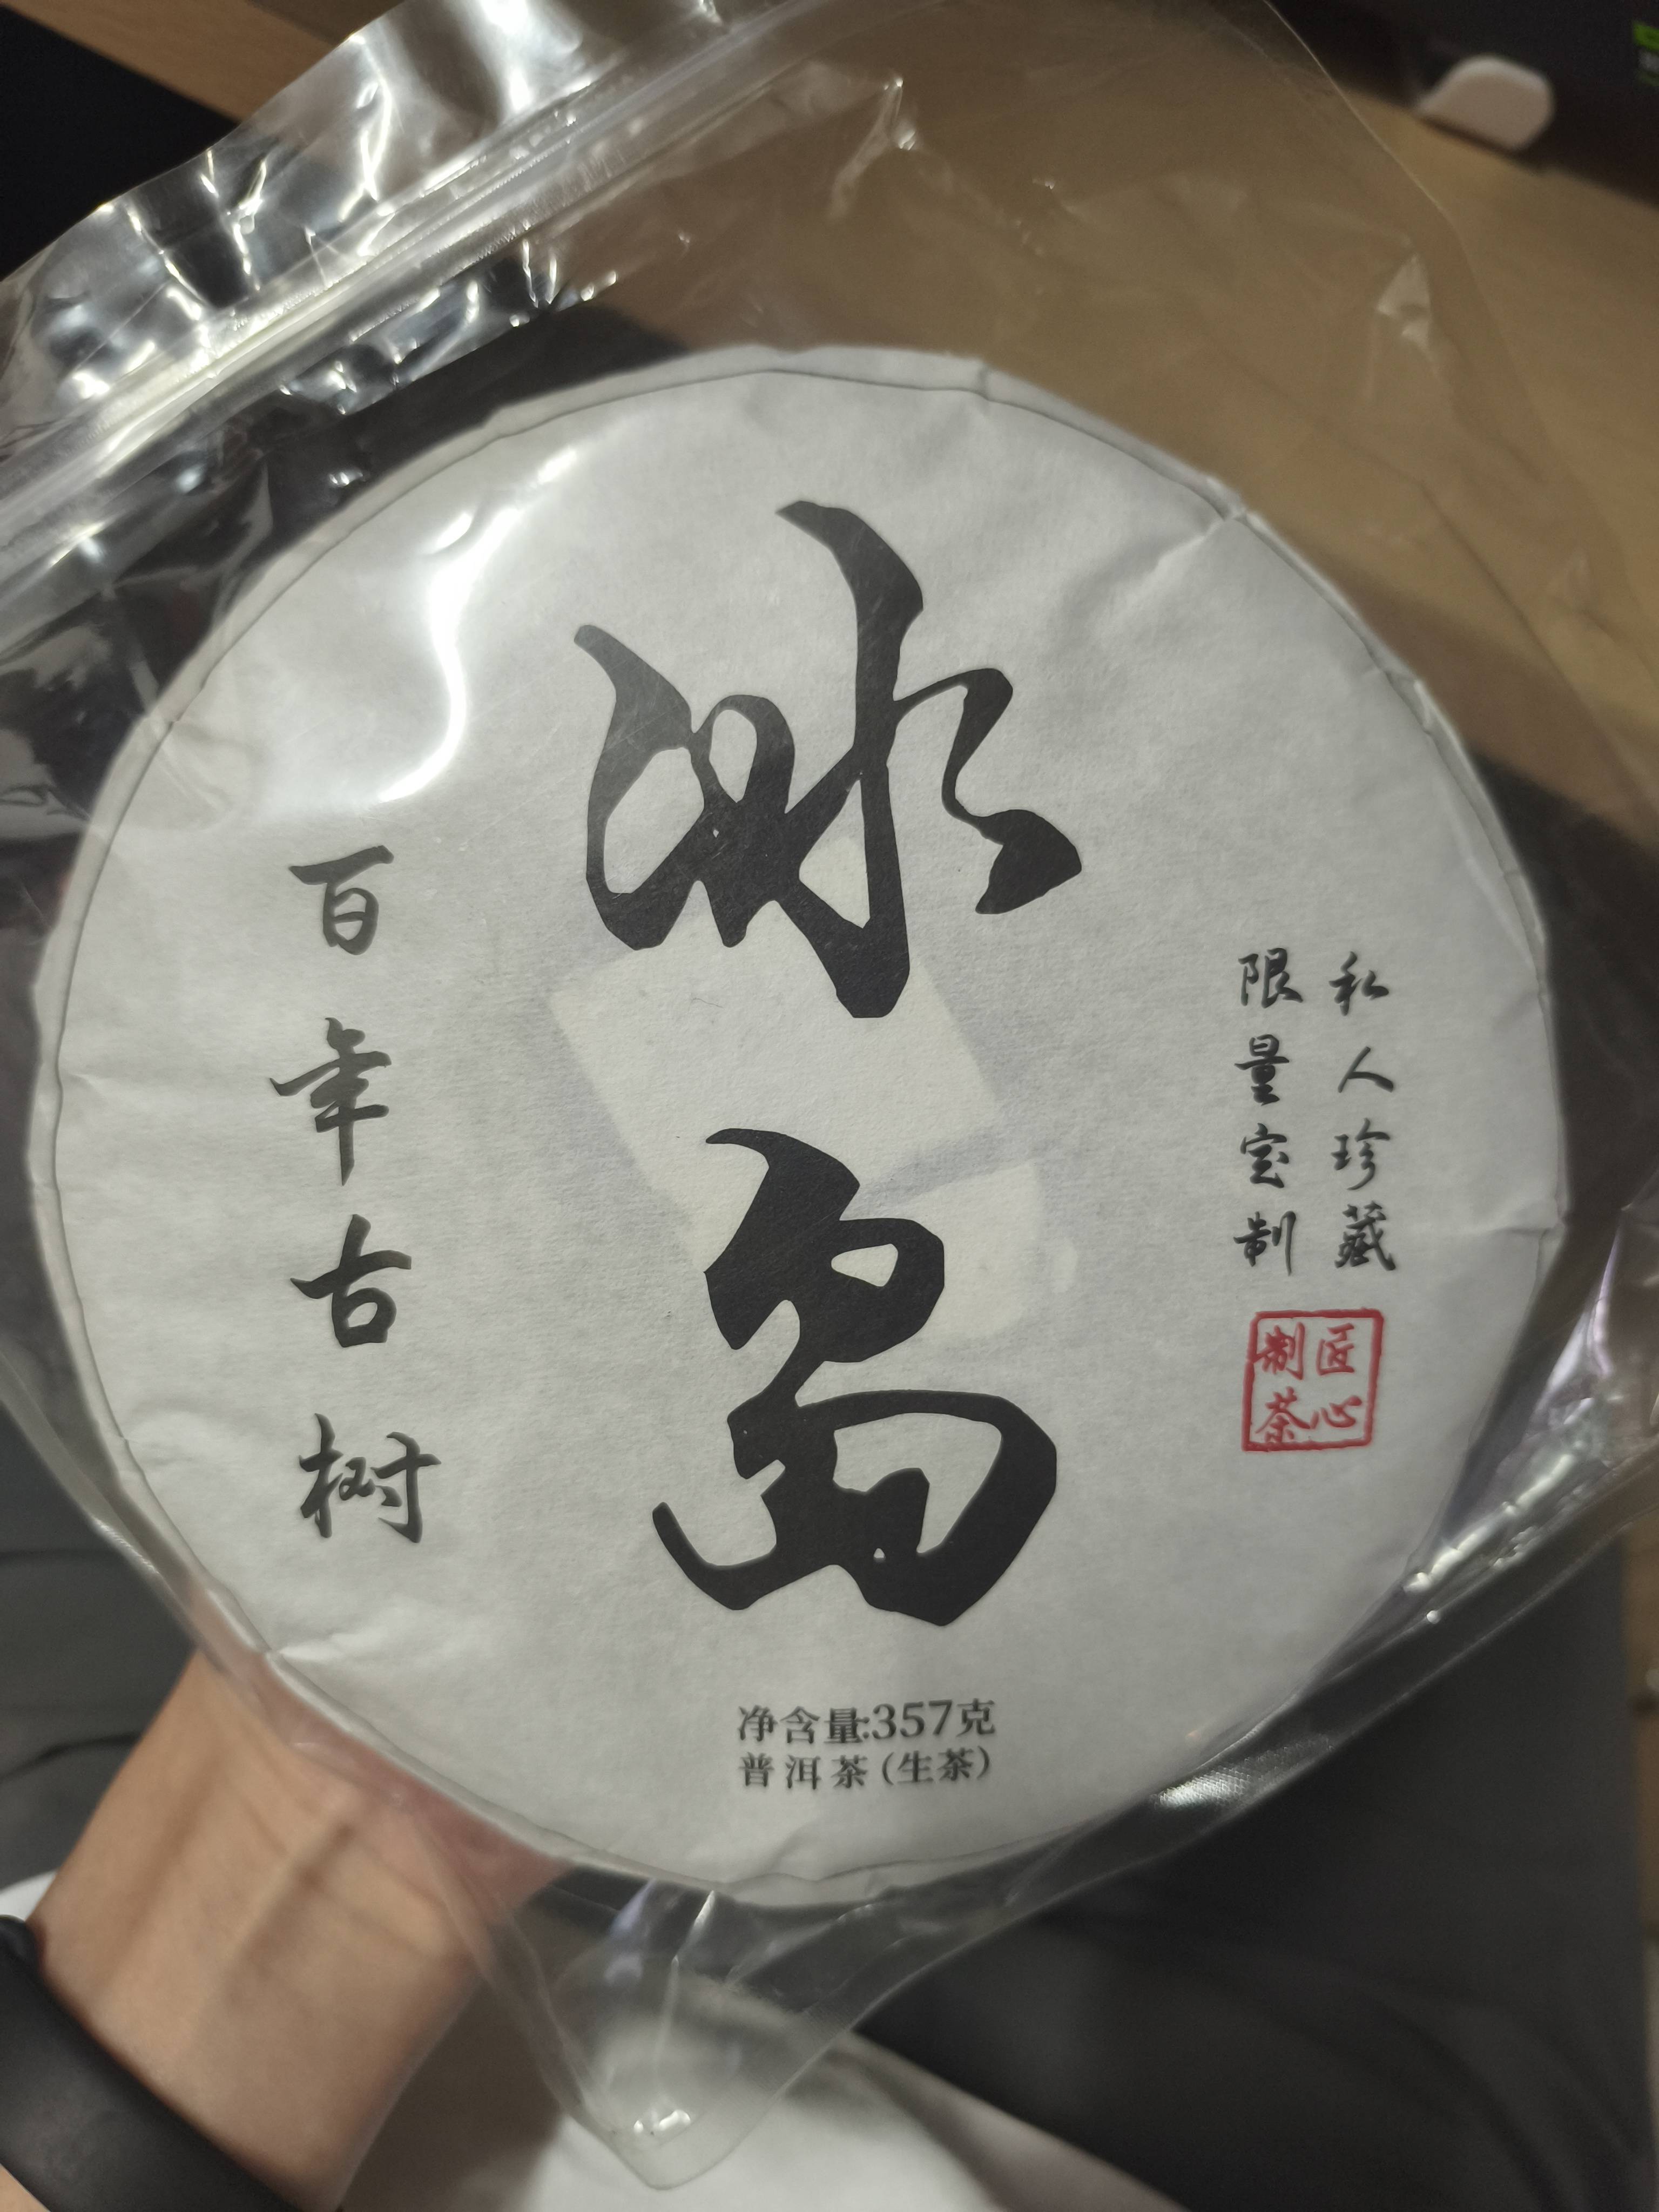 私人珍藏
限量定制
匠心
制茶
冰岛
百年古树
净含量:357克
普洱茶(生茶)